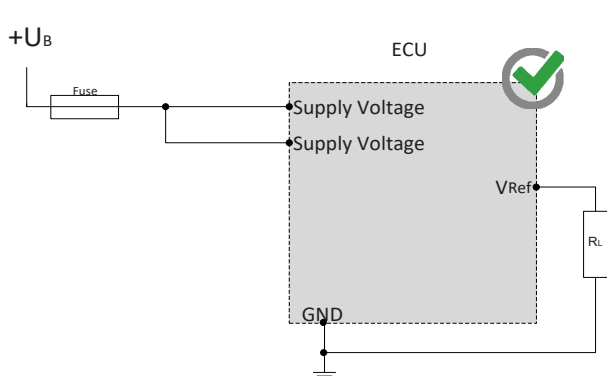 +UB
ECU
Fuse
Supply Voltage
Supply Voltage
VRef
RL
GND